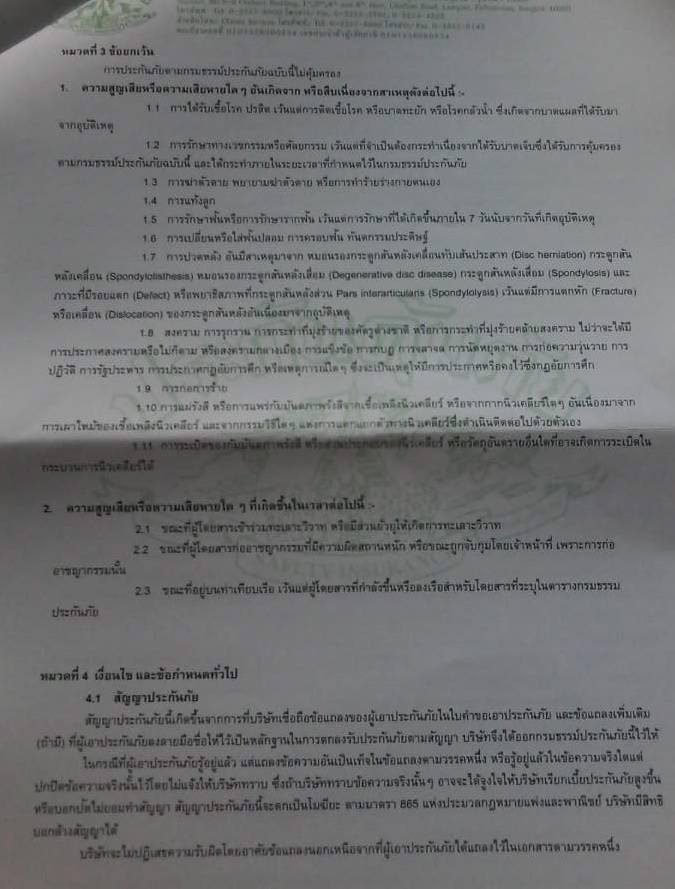 หมวดที่ 3 ข้อยกเว้น
การประกันภัยตามกรมธรรม์ประกันภัยฉบับนี้ไม่คุ้มครอง
1. ความสูญเสียหรือความเสียหายใด ๆ อันเกิดจาก หรือสืบเนื่องจากสาเหตุดังต่อไปนี้ :-
1.1 การได้รับเชื้อโรค ปรสิต เว้นแต่การติดเชื้อโรค หรือบาดทะยัก หรือโรคกลัวน้ำ ซึ่งเกิดจากบาดแผลที่ได้รับมา
จากอุบัติเหตุ
1.2 การรักษาทางเวชกรรมหรือศัลยกรรม เว้นแต่ที่จำเป็นต้องกระทำเนื่องจากได้รับบาดเจ็บซึ่งได้รับการคุ้มครอง
ตามกรมธรรม์ประกันภัยฉบับนี้ และได้กระทำภายในระยะเวลาที่กำหนดไว้ในกรมธรรม์ประกันภัย
1.3 การฆ่าตัวตาย พยายามฆ่าตัวตาย หรือการทำร้ายร่างกายตนเอง
1.4 การแท้งลูก
1.5 การรักษาฟันหรือการรักษารากฟัน เว้นแต่การรักษาที่ได้เกิดขึ้นภายใน 7 วันนับจากวันที่เกิดอุบัติเหตุ
1.6 การเปลี่ยนหรือใส่ฟันปลอม การครอบฟัน ทันตกรรมประดิษฐ์
1.7 การปวดหลัง อันมีสาเหตุมาจาก หมอนรองกระดูกสันหลังเคลื่อนทับเส้นประสาท (Disc herniation) กระดูกสัน
หลังเคลื่อน (Spondylolisthesis) หมอนรองกระดูกสันหลังเสื่อม (Degenerative disc disease) กระดูกสันหลังเสื่อม (Spondylosis) และ
ภาวะที่มีรอยแตก (Defect) หรือพยาธิสภาพที่กระดูกสันหลังส่วน Pars interarticularis (Spondylolysis) เว้นแต่มีการแตกหัก (Fracture)
หรือเคลื่อน (Dislocation) ของกระดูกสันหลังอันเนื่องมาจากอุบัติเหตุ
1.8 สงคราม การรุกราน การกระทำที่มุ่งร้ายของศัตรูต่างชาติ หรือการกระทำที่มุ่งร้ายคล้ายสงคราม ไม่ว่าจะได้มี
การประกาศสงครามหรือไม่ก็ตาม หรือสงครามกลางเมือง การแข็งข้อ การกบฏ การจลาจล การนัดหยุดงาน การก่อความวุ่นวาย การ
ปฏิวัติ การรัฐประหาร การประกาศกฎอัยการศึก หรือเหตุการณ์ใดๆ ซึ่งจะเป็นเหตุให้มีการประกาศหรือคงไว้ซึ่งกฎอัยการศึก
1.9 การก่อการร้าย
1.10 การแผ่รังสี หรือการแพร่กัมมันตภาพรังสีจากเชื้อเพลิงนิวเคลียร์ หรือจากกากนิวเคลียร์ใดๆ อันเนื่องมาจาก
การเผาไหม้ของเชื้อเพลิงนิวเคลียร์ และจากกรรมวิธีใดๆ แห่งการแตกแยกตัวทางนิวเคลียร์ซึ่งดำเนินติดต่อไปด้วยตัวเอง
1.11 การระเบิดของกัมมันตภาพรังสี หรือส่วนประกอบของนิวเคลียร์ หรือวัตถุอันตรายอื่นใดที่อาจเกิดการระเบิดใน
กระบวนการนิวเคลียร์ได้
2. ความสูญเสียหรือความเสียหายใด ๆ ที่เกิดขึ้นในเวลาต่อไปนี้ :-
2.1 ขณะที่ผู้โดยสารเข้าร่วมทะเลาะวิวาท หรือมีส่วนยั่วยุให้เกิดการทะเลาะวิวาท
2.2 ขณะที่ผู้โดยสารก่ออาชญากรรมที่มีความผิดสถานหนัก หรือขณะถูกจับกุมโดยเจ้าหน้าที่ เพราะการก่อ
อาชญากรรมนั้น
2.3 ขณะที่อยู่บนท่าเทียบเรือ เว้นแต่ผู้โดยสารที่กำลังขึ้นหรือลงเรือสำหรับโดยสารที่ระบุในตารางกรมธรรม์
ประกันภัย
หมวดที่ 4 เงื่อนไข และข้อกำหนดทั่วไป
4.1 สัญญาประกันภัย
สัญญาประกันภัยนี้เกิดขึ้นจากการที่บริษัทเชื่อถือข้อแถลงของผู้เอาประกันภัยในใบคำขอเอาประกันภัย และข้อแถลงเพิ่มเติม
(ถ้ามี) ที่ผู้เอาประกันภัยลงลายมือชื่อให้ไว้เป็นหลักฐานในการตกลงรับประกันภัยตามสัญญา บริษัทจึงได้ออกกรมธรรม์ประกันภัยนี้ไว้ให้
ในกรณีที่ผู้เอาประกันภัยรู้อยู่แล้ว แต่แถลงข้อความอันเป็นเท็จในข้อแถลงตามวรรคหนึ่ง หรือรู้อยู่แล้วในข้อความจริงใดแต่
ปกปิดข้อความจริงนั้นไว้โดยไม่แจ้งให้บริษัททราบ ซึ่งถ้าบริษัททราบข้อความจริงนั้นๆ อาจจะได้จูงใจให้บริษัทเรียกเบี้ยประกันภัยสูงขึ้น
หรือบอกปัดไม่ยอมทำสัญญา สัญญาประกันภัยนี้จะตกเป็นโมฆียะ ตามมาตรา 865 แห่งประมวลกฎหมายแพ่งและพาณิชย์ บริษัทมีสิทธิ
บอกล้างสัญญาได้
บริษัทจะไม่ปฏิเสธความรับผิดโดยอาศัยข้อแถลงนอกเหนือจากที่ผู้เอาประกันภัยได้แถลงไว้ในเอกสารตามวรรคหนึ่ง